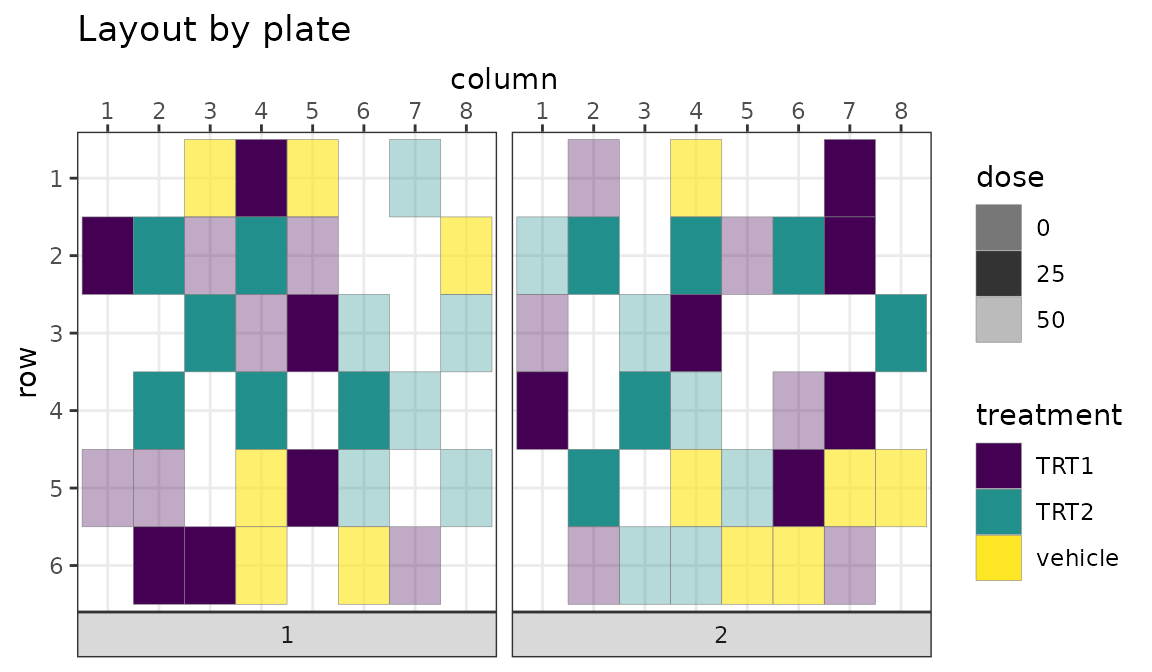 Layout by plate
column
1 2 3 4 5 6 7 8 1 2 3 4 5 6 7 8
1
2
3
4
5
6
row
1 2
dose
0
25
50
treatment
TRT1
TRT2
vehicle